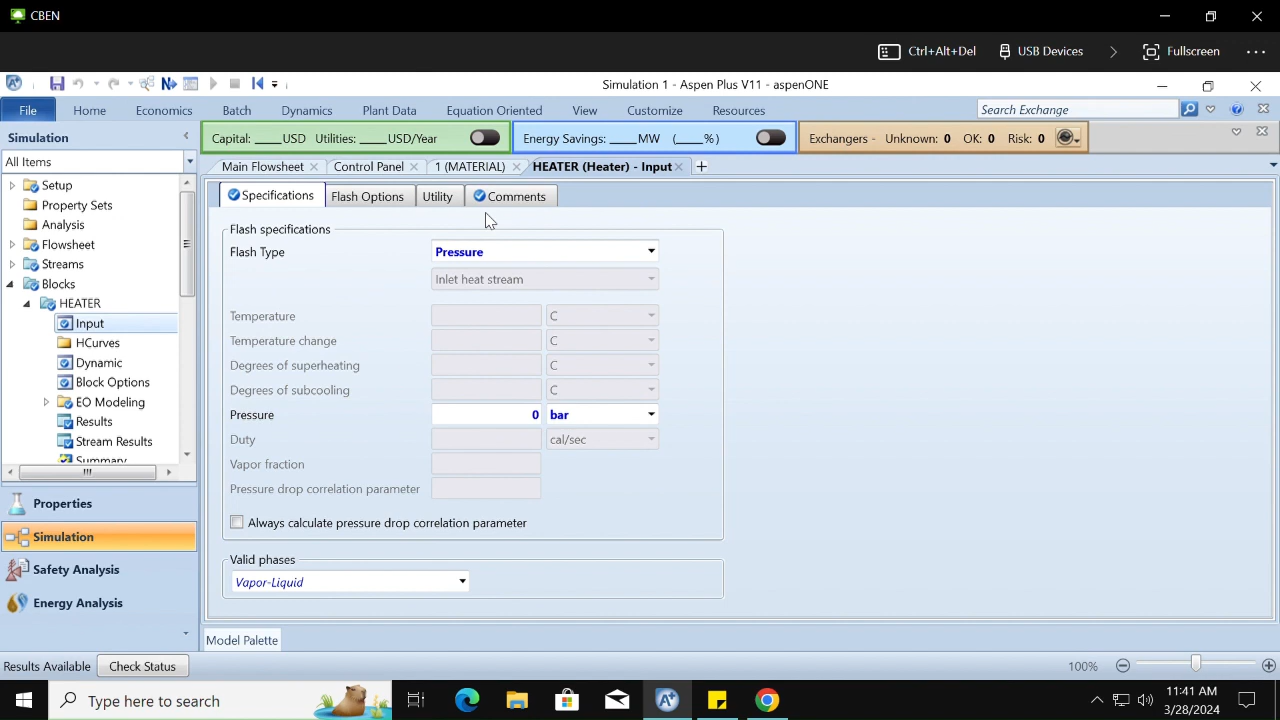 CBEN
Ctrl+Alt+Del USB Devices Fullscreen
Simulation 1 - Aspen Plus V11 - aspenONE
File Home Economics Batch Dynamics Plant Data Equation Oriented View Customize Resources Search Exchange
Simulation Capital: ____USD Utilities: ____USD/Year Energy Savings: ____MW (____%) Exchangers - Unknown: 0 OK: 0 Risk: 0
All Items Main Flowsheet Control Panel 1 (MATERIAL) HEATER (Heater) - Input
Specifications Flash Options Utility Comments
Setup
Property Sets
Analysis
Flowsheet
Streams
Blocks
HEATER
Input
HCurves
Dynamic
Block Options
EO Modeling
Results
Stream Results
Summary
Flash specifications
Flash Type Pressure
Inlet heat stream
Temperature C
Temperature change C
Degrees of superheating C
Degrees of subcooling C
Pressure 0 bar
Duty cal/sec
Vapor fraction
Pressure drop correlation parameter
Always calculate pressure drop correlation parameter
Valid phases
Vapor-Liquid
Properties
Simulation
Safety Analysis
Energy Analysis
Model Palette
Results Available Check Status 100%
Type here to search
11:41 AM
3/28/2024